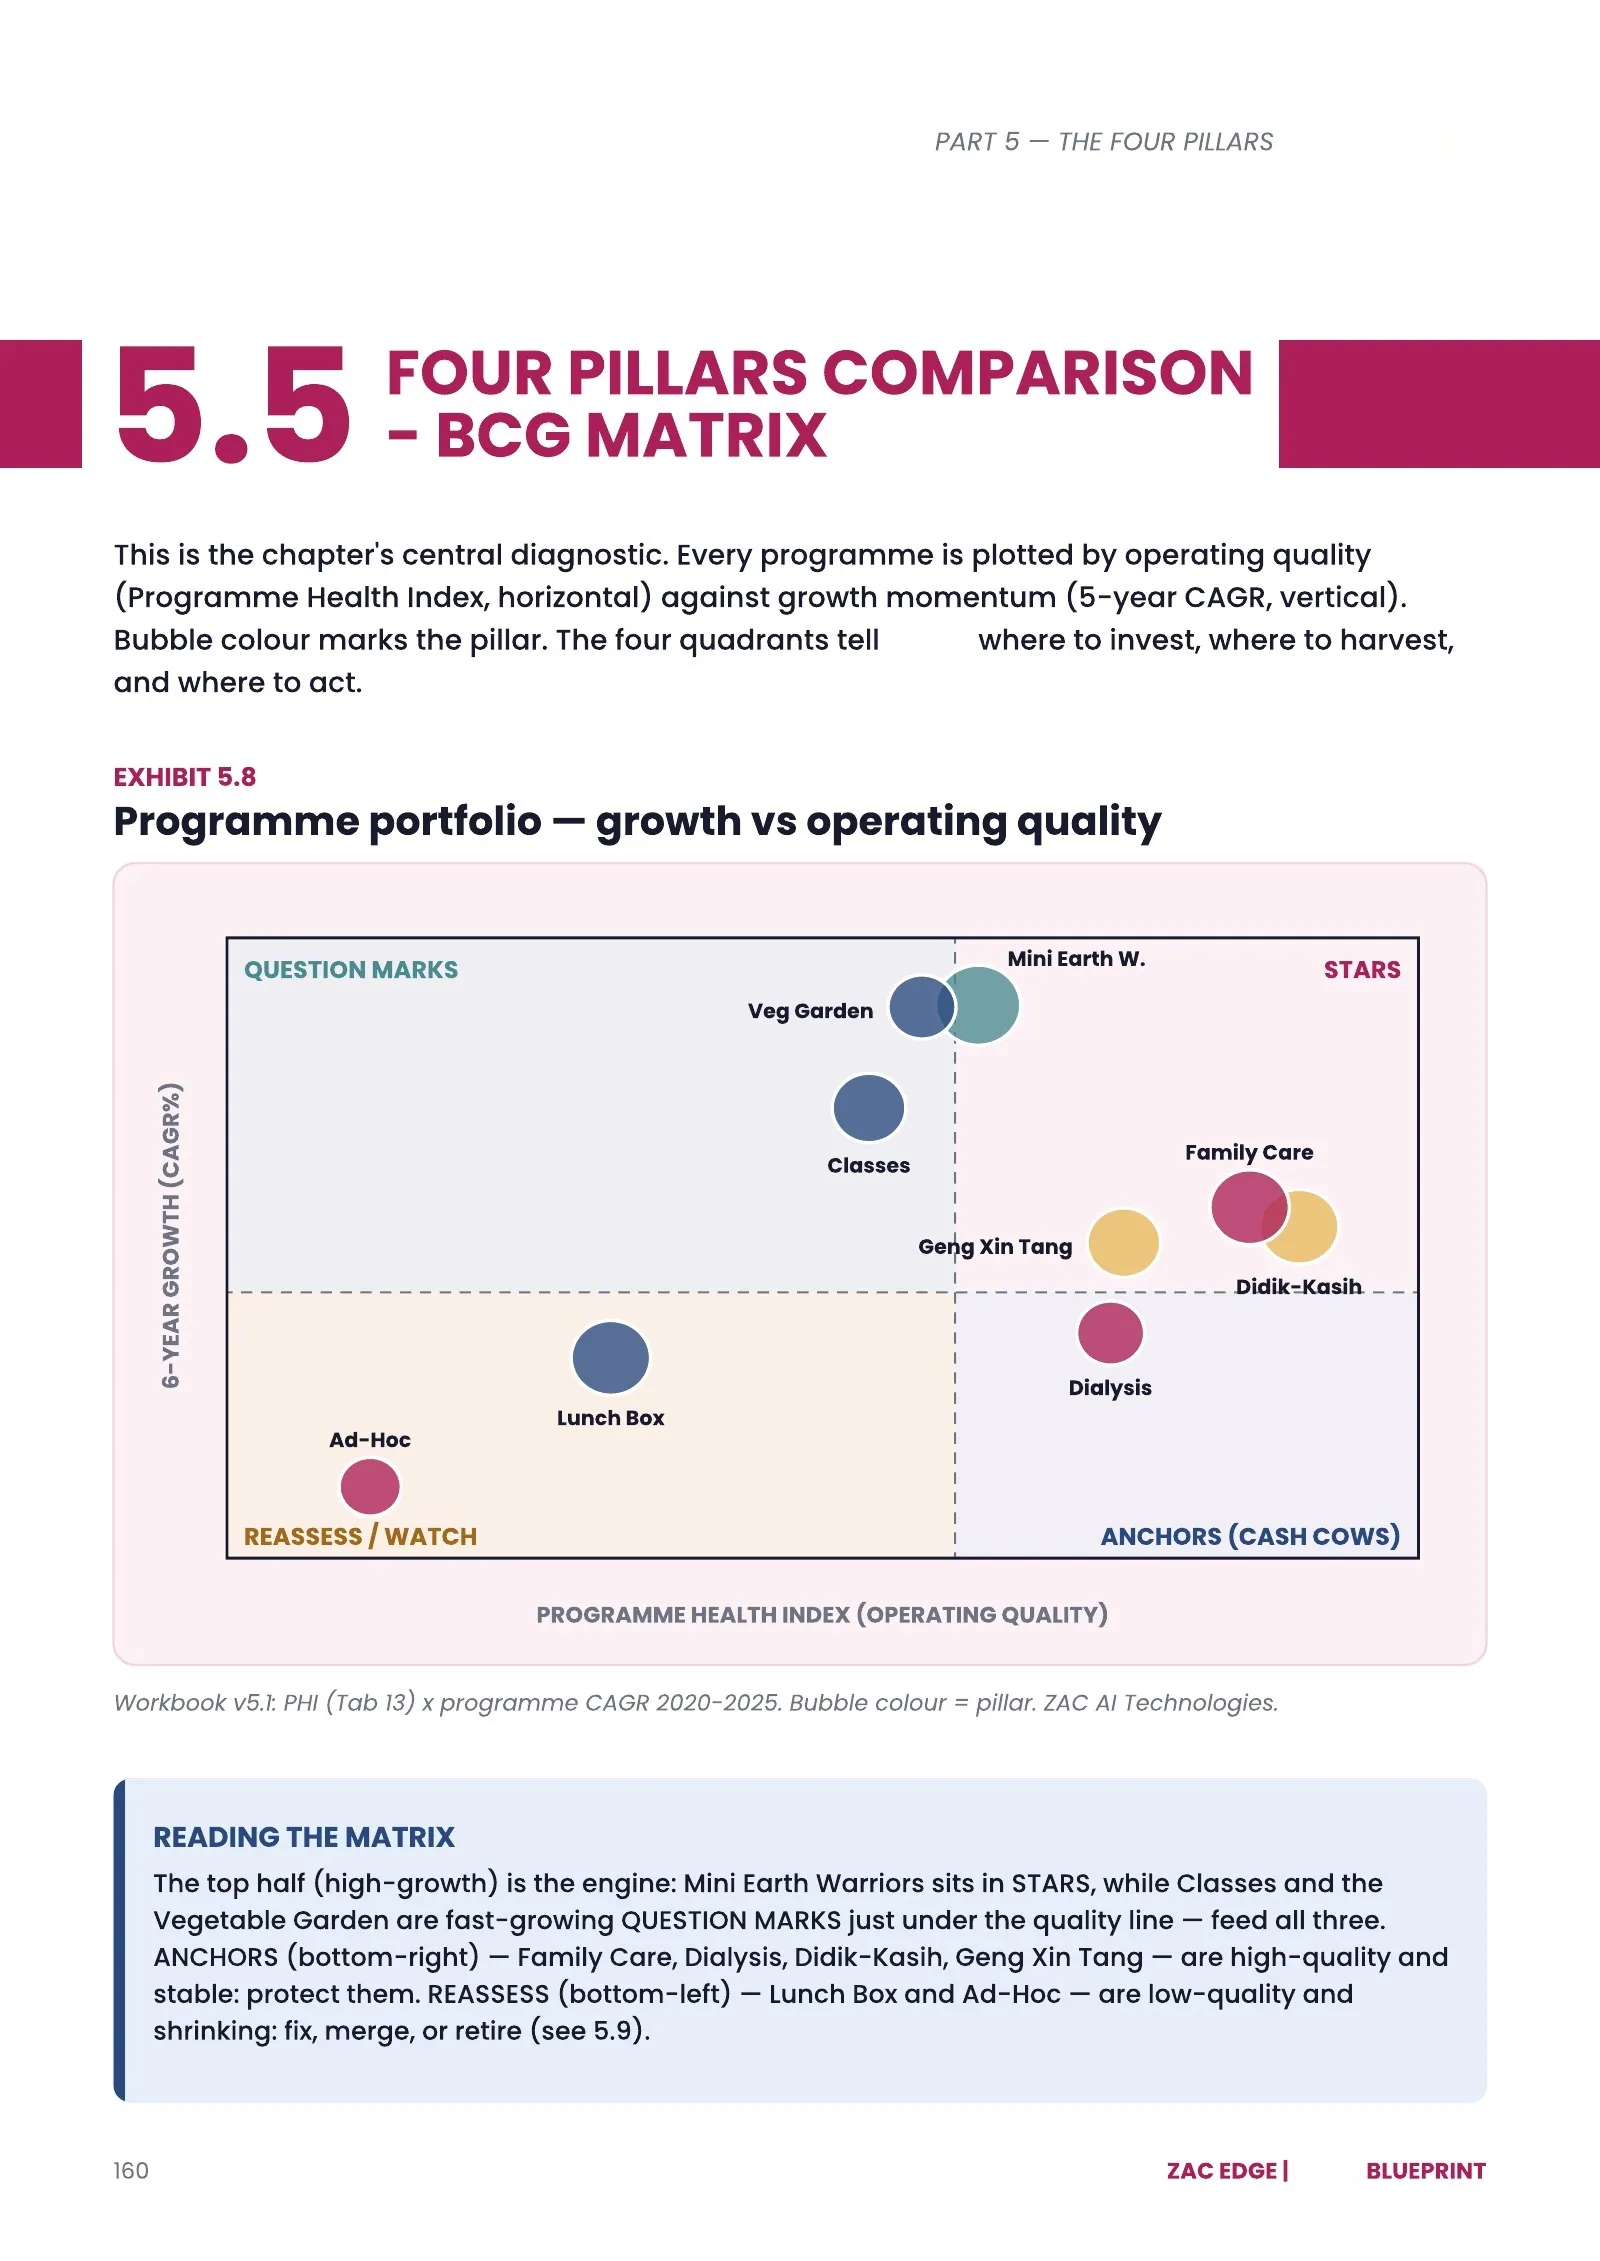 PART 5 — THE FOUR PILLARS
5.5
FOUR PILLARS COMPARISON
- BCG MATRIX
This is the chapter's central diagnostic. Every programme is plotted by operating quality
(Programme Health Index, horizontal) against growth momentum (5-year CAGR, vertical).
Bubble colour marks the pillar. The four quadrants tell where to invest, where to harvest,
and where to act.
EXHIBIT 5.8
Programme portfolio — growth vs operating quality
QUESTION MARKS
Mini Earth W.
STARS
Veg Garden
Classes
Family Care
Geng Xin Tang
Didik-Kasih
6-YEAR GROWTH (CAGR%)
Dialysis
Lunch Box
Ad-Hoc
REASSESS / WATCH
ANCHORS (CASH COWS)
PROGRAMME HEALTH INDEX (OPERATING QUALITY)
Workbook v5.1: PHI (Tab 13) x programme CAGR 2020-2025. Bubble colour = pillar. ZAC AI Technologies.
READING THE MATRIX
The top half (high-growth) is the engine: Mini Earth Warriors sits in STARS, while Classes and the
Vegetable Garden are fast-growing QUESTION MARKS just under the quality line — feed all three.
ANCHORS (bottom-right) — Family Care, Dialysis, Didik-Kasih, Geng Xin Tang — are high-quality and
stable: protect them. REASSESS (bottom-left) — Lunch Box and Ad-Hoc — are low-quality and
shrinking: fix, merge, or retire (see 5.9).
160
ZAC EDGE | BLUEPRINT